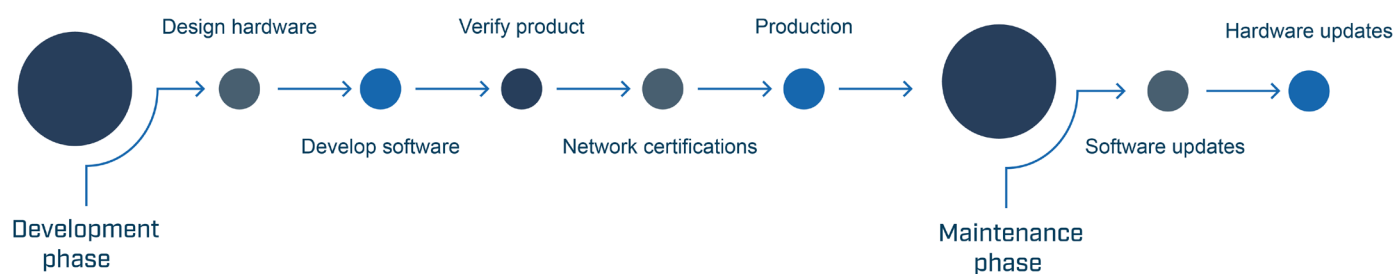 Design hardware
Verify product
Production
Hardware updates
Develop software
Network certifications
Software updates
Development
phase
Maintenance
phase